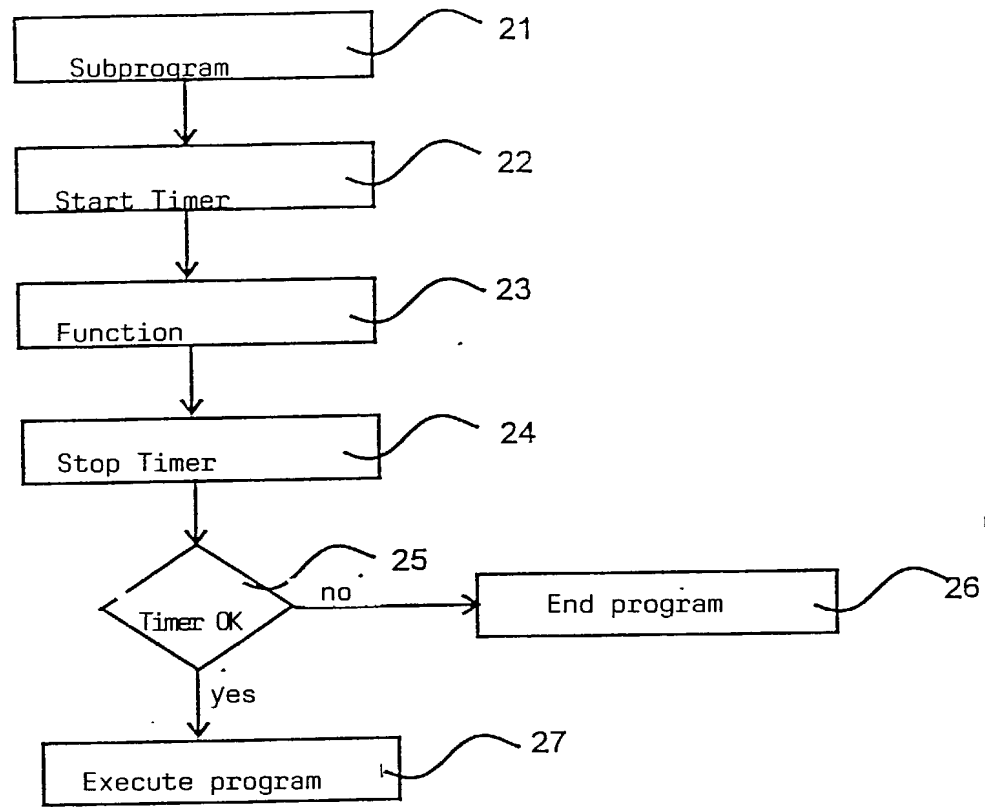 21
Subprogram
22
Start Timer
23
Function
24
Stop Timer
25
no
26
End program
Timer OK
yes
27
Execute program